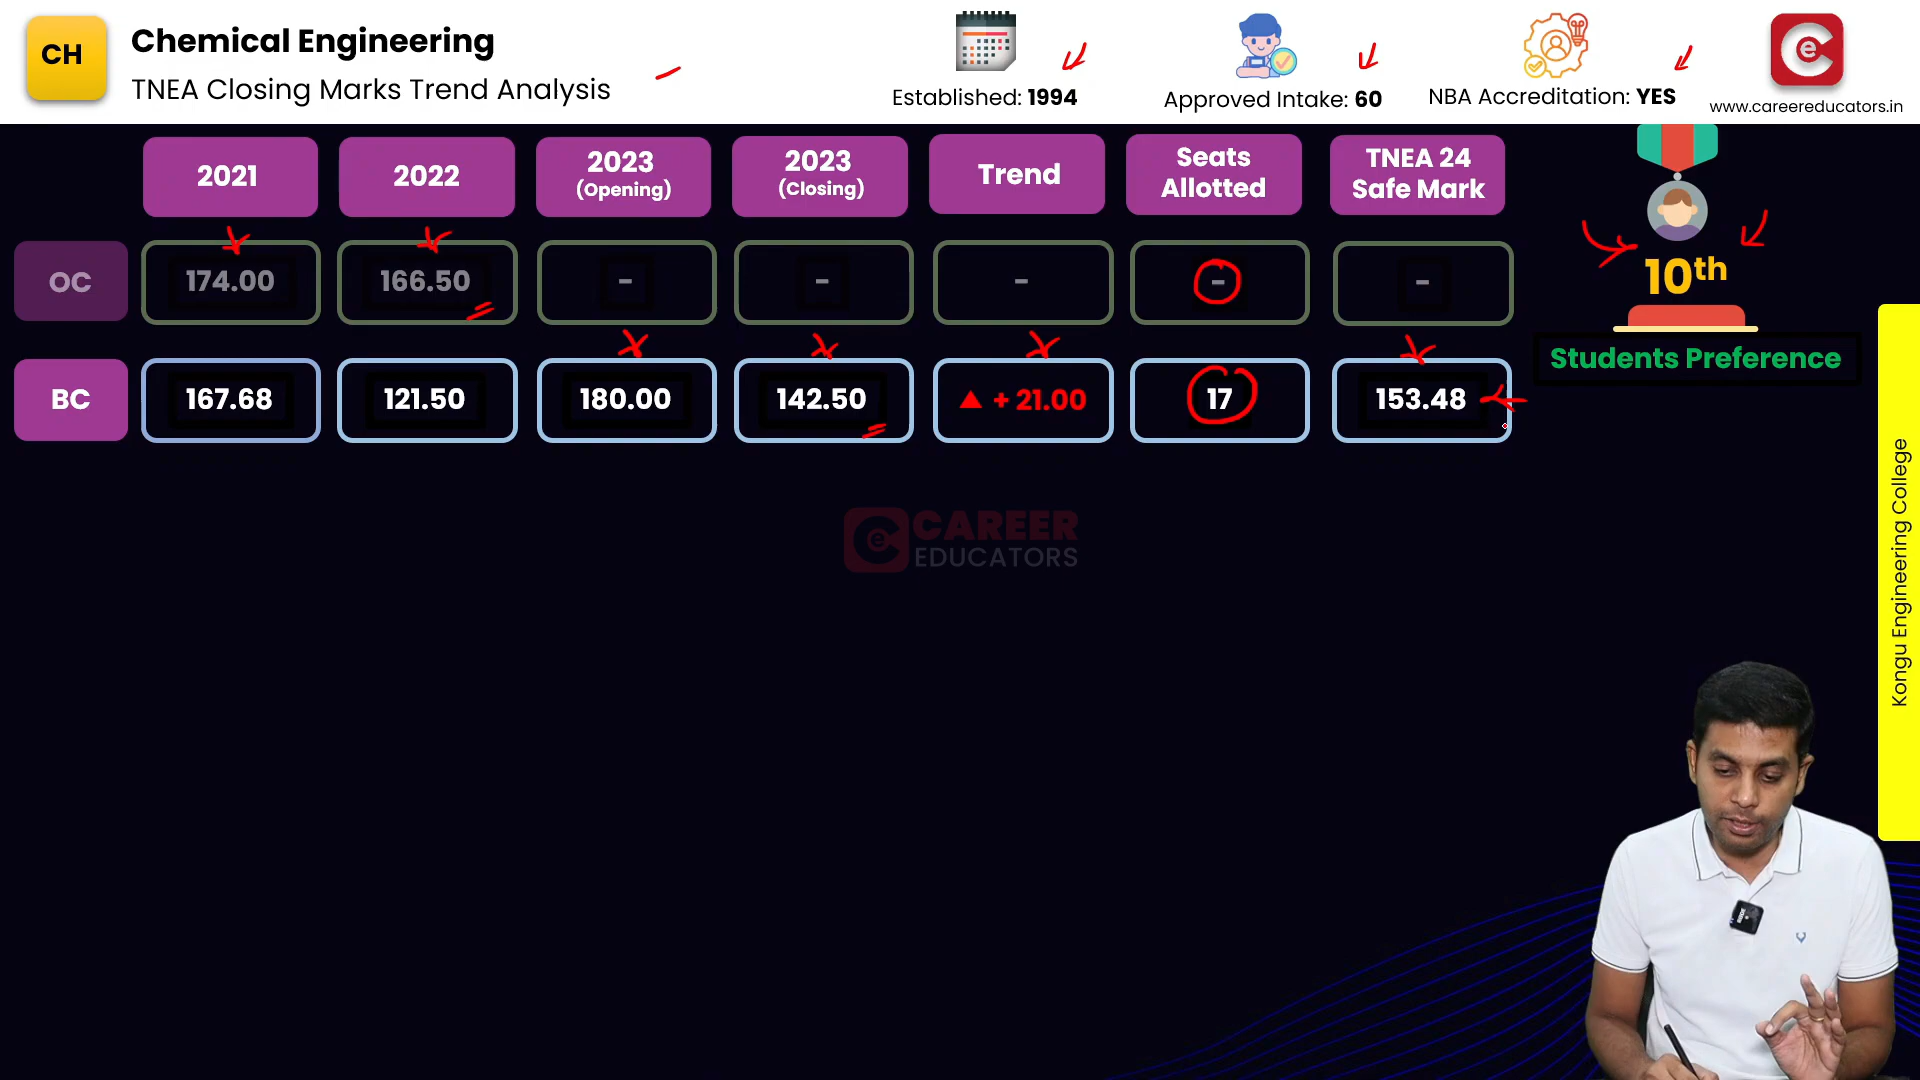 CH
Chemical Engineering
TNEA Closing Marks Trend Analysis
Established: 1994
Approved Intake: 60
NBA Accreditation: YES
e
www.careereducators.in
2021
2022
2023
(Opening)
2023
(Closing)
Trend
Seats
Allotted
TNEA 24
Safe Mark
OC
174.00
166.50
-
-
-
-
-
10th
Students Preference
BC
167.68
121.50
180.00
142.50
▲ + 21.00
17
153.48
Kongu Engineering College
e CAREER
EDUCATORS